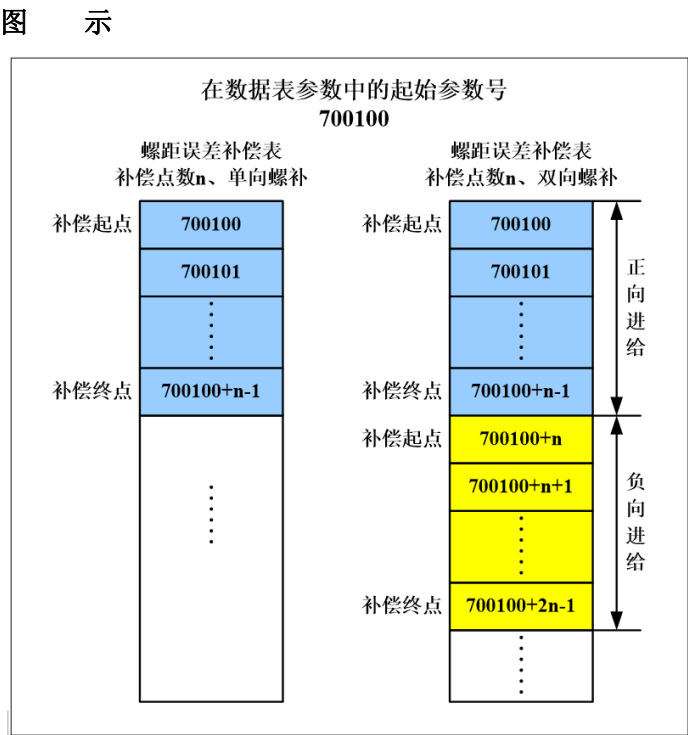 图 示
在数据表参数中的起始参数号
700100
螺距误差补偿表
补偿点数n、单向螺补
补偿起点
700100
700101
补偿终点
700100+n-1
螺距误差补偿表
补偿点数n、双向螺补
补偿起点
700100
700101
补偿终点
700100+n-1
正向进给
补偿起点
700100+n
700100+n+1
补偿终点
700100+2n-1
负向进给